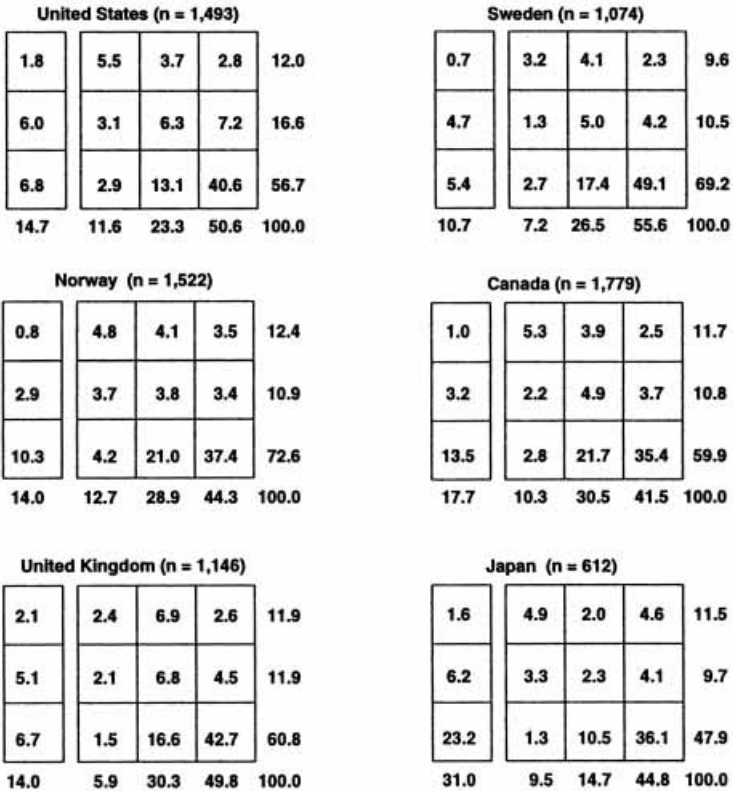 United States (n = 1,493)
1.8 5.5 3.7 2.8 12.0
6.0 3.1 6.3 7.2 16.6
6.8 2.9 13.1 40.6 56.7
14.7 11.6 23.3 50.6 100.0
Sweden (n = 1,074)
0.7 3.2 4.1 2.3 9.6
4.7 1.3 5.0 4.2 10.5
5.4 2.7 17.4 49.1 69.2
10.7 7.2 26.5 55.6 100.0
Norway (n = 1,522)
0.8 4.8 4.1 3.5 12.4
2.9 3.7 3.8 3.4 10.9
10.3 4.2 21.0 37.4 72.6
14.0 12.7 28.9 44.3 100.0
Canada (n = 1,779)
1.0 5.3 3.9 2.5 11.7
3.2 2.2 4.9 3.7 10.8
13.5 2.8 21.7 35.4 59.9
17.7 10.3 30.5 41.5 100.0
United Kingdom (n = 1,146)
2.1 2.4 6.9 2.6 11.9
5.1 2.1 6.8 4.5 11.9
6.7 1.5 16.6 42.7 60.8
14.0 5.9 30.3 49.8 100.0
Japan (n = 612)
1.6 4.9 2.0 4.6 11.5
6.2 3.3 2.3 4.1 9.7
23.2 1.3 10.5 36.1 47.9
31.0 9.5 14.7 44.8 100.0